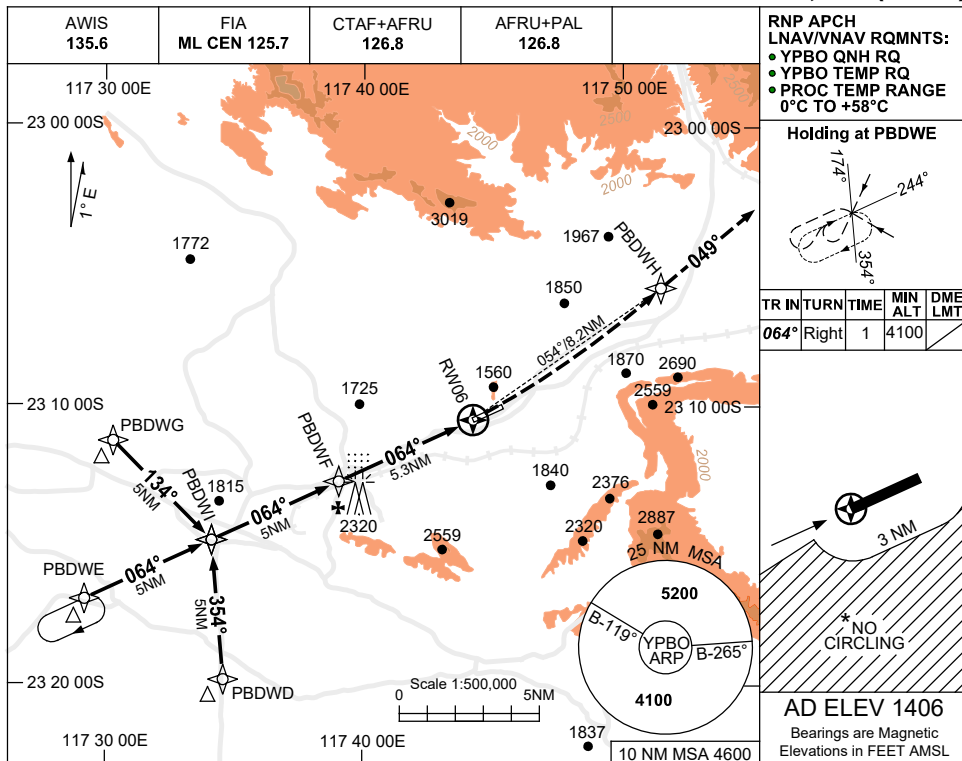 AWIS
135.6
FIA
ML CEN 125.7
CTAF+AFRU
126.8
AFRU+PAL
126.8
RNP APCH
LNAV/VNAV RQMNTS:
• YPBO QNH RQ
• YPBO TEMP RQ
• PROC TEMP RANGE
0°C TO +58°C
Holding at PBDWE
174°
244°
354°
TR IN
TURN
TIME
MIN
ALT
DME
LMT
064°
Right
1
4100
3 NM
*NO
CIRCLING
AD ELEV 1406
Bearings are Magnetic
Elevations in FEET AMSL
117 30 00E
117 40 00E
117 50 00E
23 00 00S
23 00 00S
2000
2500
2500
2000
1° E
3019
1772
1967
PBDWH
049°
1850
054°/8.2NM
1560
RW06
1870
2690
2559
23 10 00S
23 10 00S
1725
PBDWG
PBDWF
064°
5.3NM
2000
134°
5NM
1815
PBDWI
064°
5NM
2320
1840
2376
2559
2320
2887
PBDWE
064°
5NM
354°
5NM
PBDWD
25 NM MSA
5200
B-119°
YPBO
ARP
B-265°
4100
23 20 00S
Scale 1:500,000
0
5NM
1837
117 30 00E
117 40 00E
10 NM MSA 4600